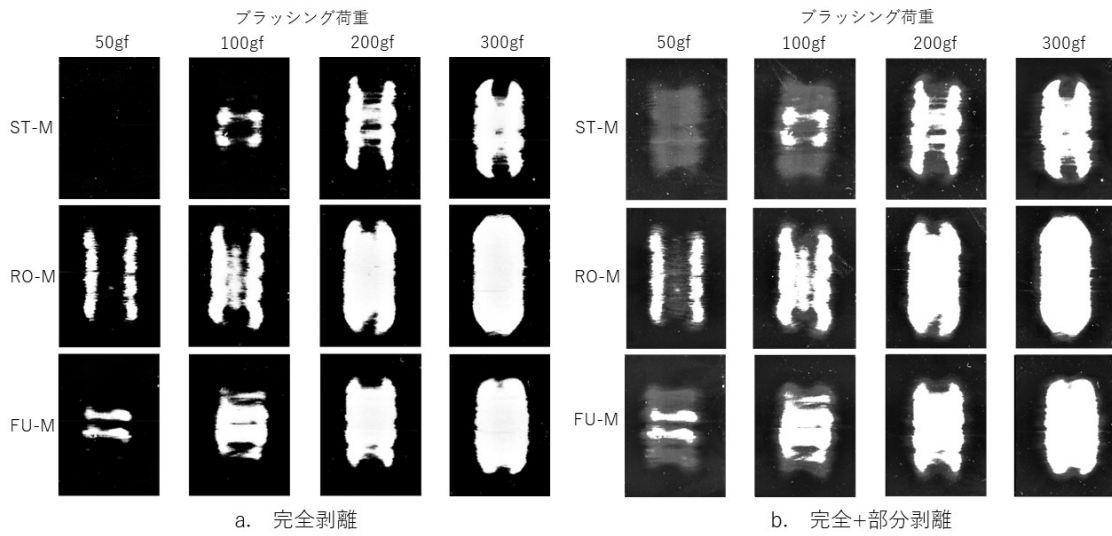 ブラッシング荷重
50gf 100gf 200gf 300gf
ST-M
RO-M
FU-M
a. 完全剥離
ブラッシング荷重
50gf 100gf 200gf 300gf
ST-M
RO-M
FU-M
b. 完全+部分剥離